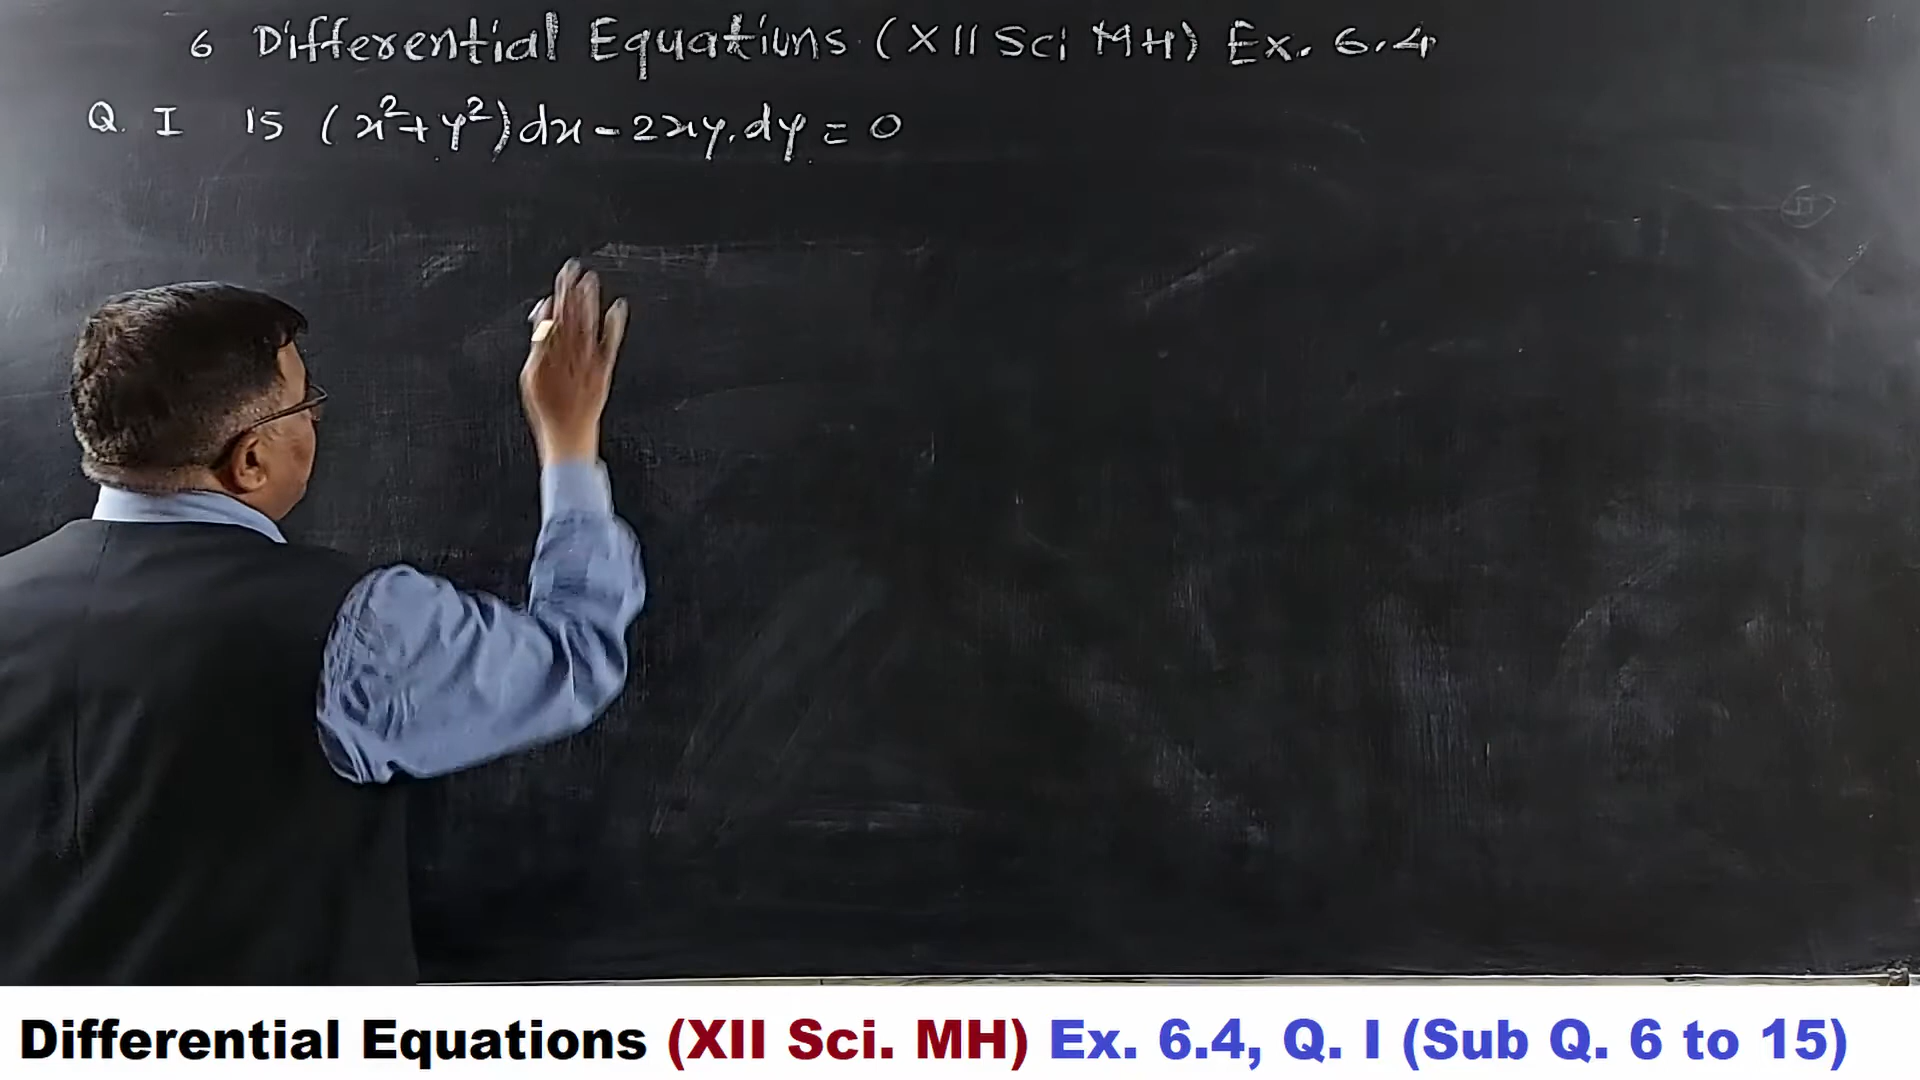 6 Differential Equations (XII Sci MH) Ex. 6.4
Q. I 15 (x²+y²)dx-2xy.dy=0
Differential Equations (XII Sci. MH) Ex. 6.4, Q. I (Sub Q. 6 to 15)